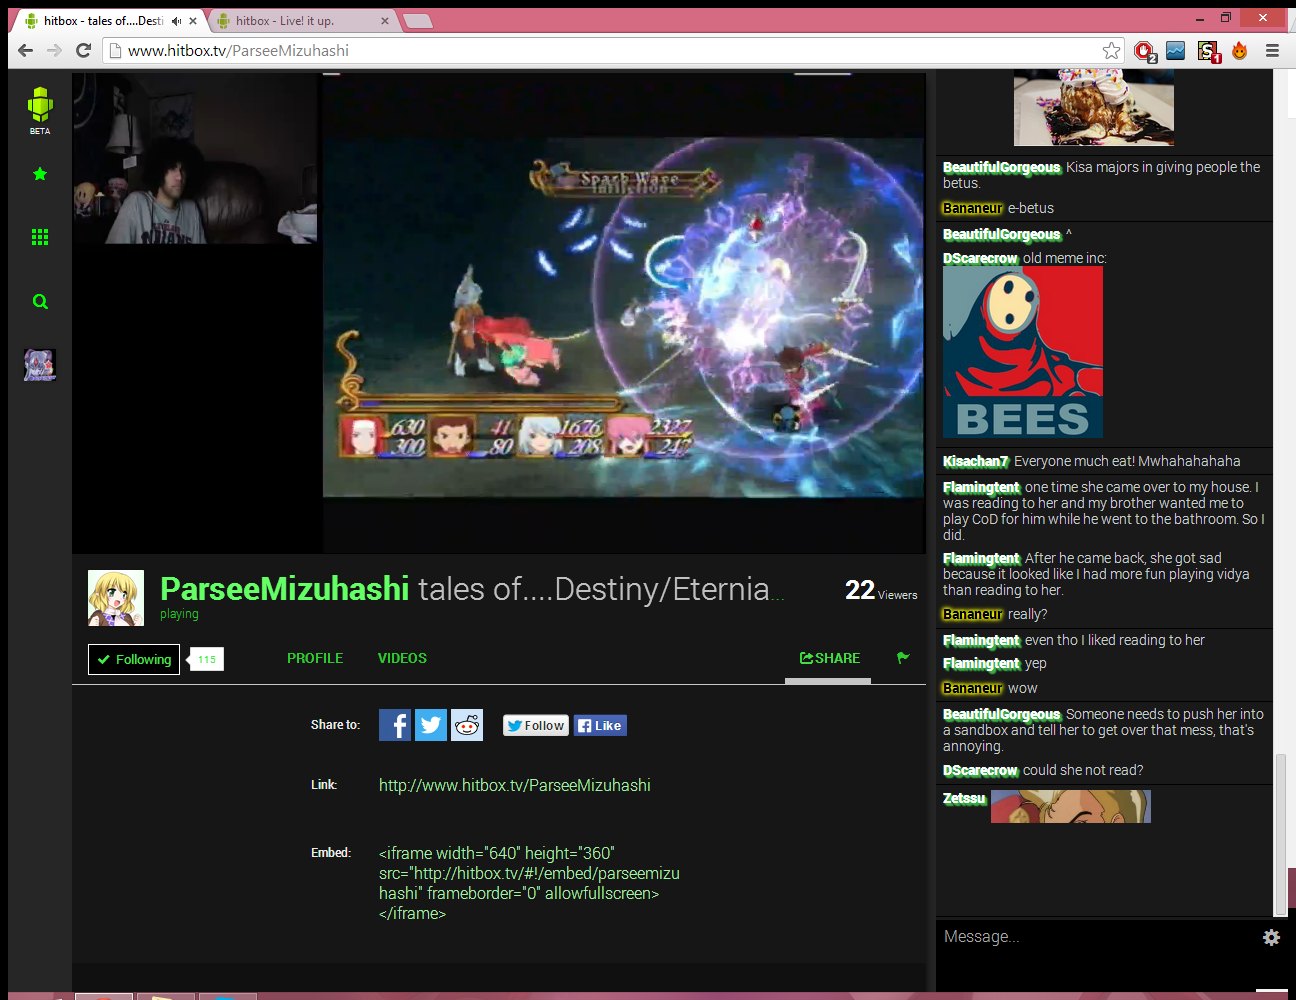 hitbox - tales of....Desti
hitbox - Live! it up.
www.hitbox.tv/ParseeMizuhashi
2
1
BETA
Spark Wave
630
300
41
80
1676
208
2327
247
ParseeMizuhashi tales of....Destiny/Eternia...
playing
22 Viewers
Following
115
PROFILE
VIDEOS
SHARE
Share to:
Follow
Like
Link:
http://www.hitbox.tv/ParseeMizuhashi
Embed:
<iframe width="640" height="360"
src="http://hitbox.tv/#!/embed/parseemizu
hashi" frameborder="0" allowfullscreen>
</iframe>
BeautifulGorgeous Kisa majors in giving people the
betus.
Bananeur e-betus
BeautifulGorgeous ^
DScarecrow old meme inc:
BEES
Kisachan7 Everyone much eat! Mwhahahahaha
Flamingtent one time she came over to my house. I
was reading to her and my brother wanted me to
play CoD for him while he went to the bathroom. So I
did.
Flamingtent After he came back, she got sad
because it looked like I had more fun playing vidya
than reading to her.
Bananeur really?
Flamingtent even tho I liked reading to her
Flamingtent yep
Bananeur wow
BeautifulGorgeous Someone needs to push her into
a sandbox and tell her to get over that mess, that's
annoying.
DScarecrow could she not read?
Zetssu
Message...